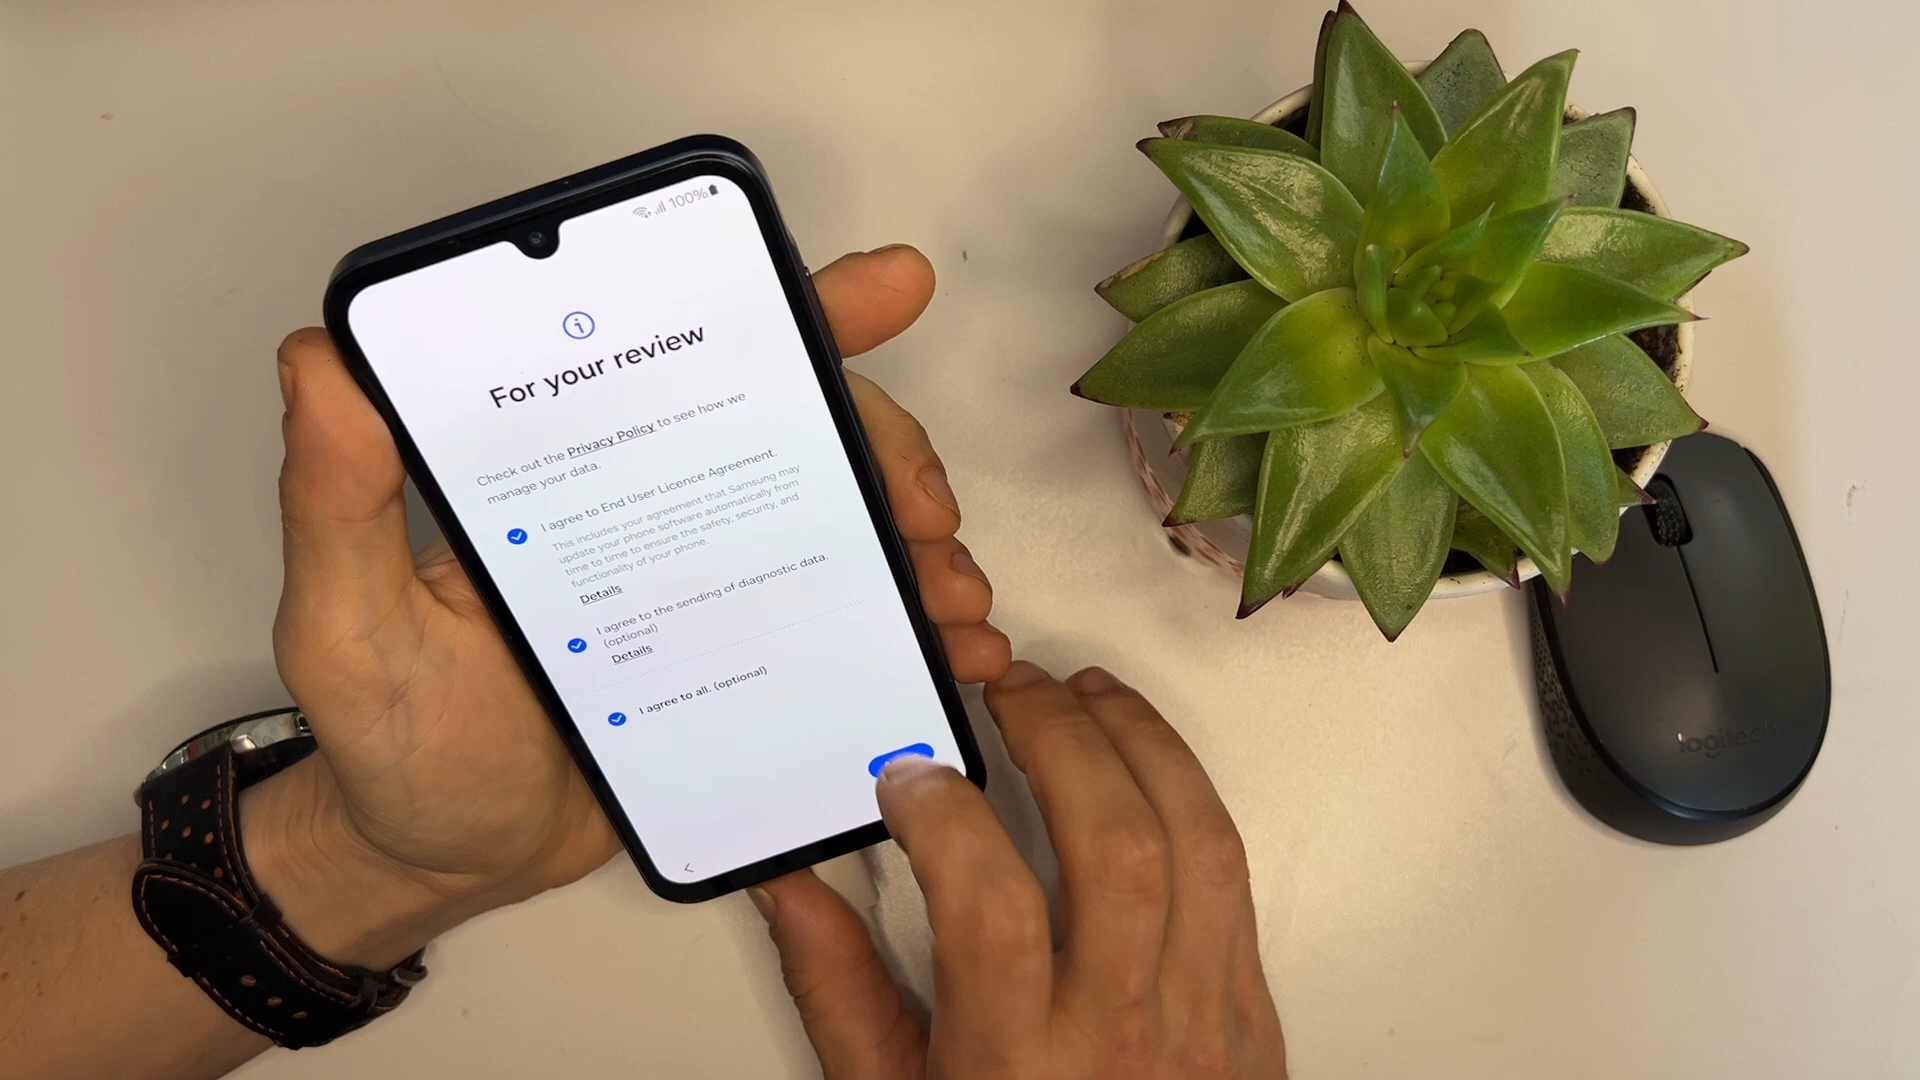 100%
For your review
Check out the Privacy Policy to see how we
manage your data.
I agree to End User Licence Agreement.
This includes your agreement that Samsung may
update your phone software automatically from
time to time to ensure the safety, security, and
functionality of your phone.
Details
I agree to the sending of diagnostic data.
(optional)
Details
I agree to all. (optional)
logitech